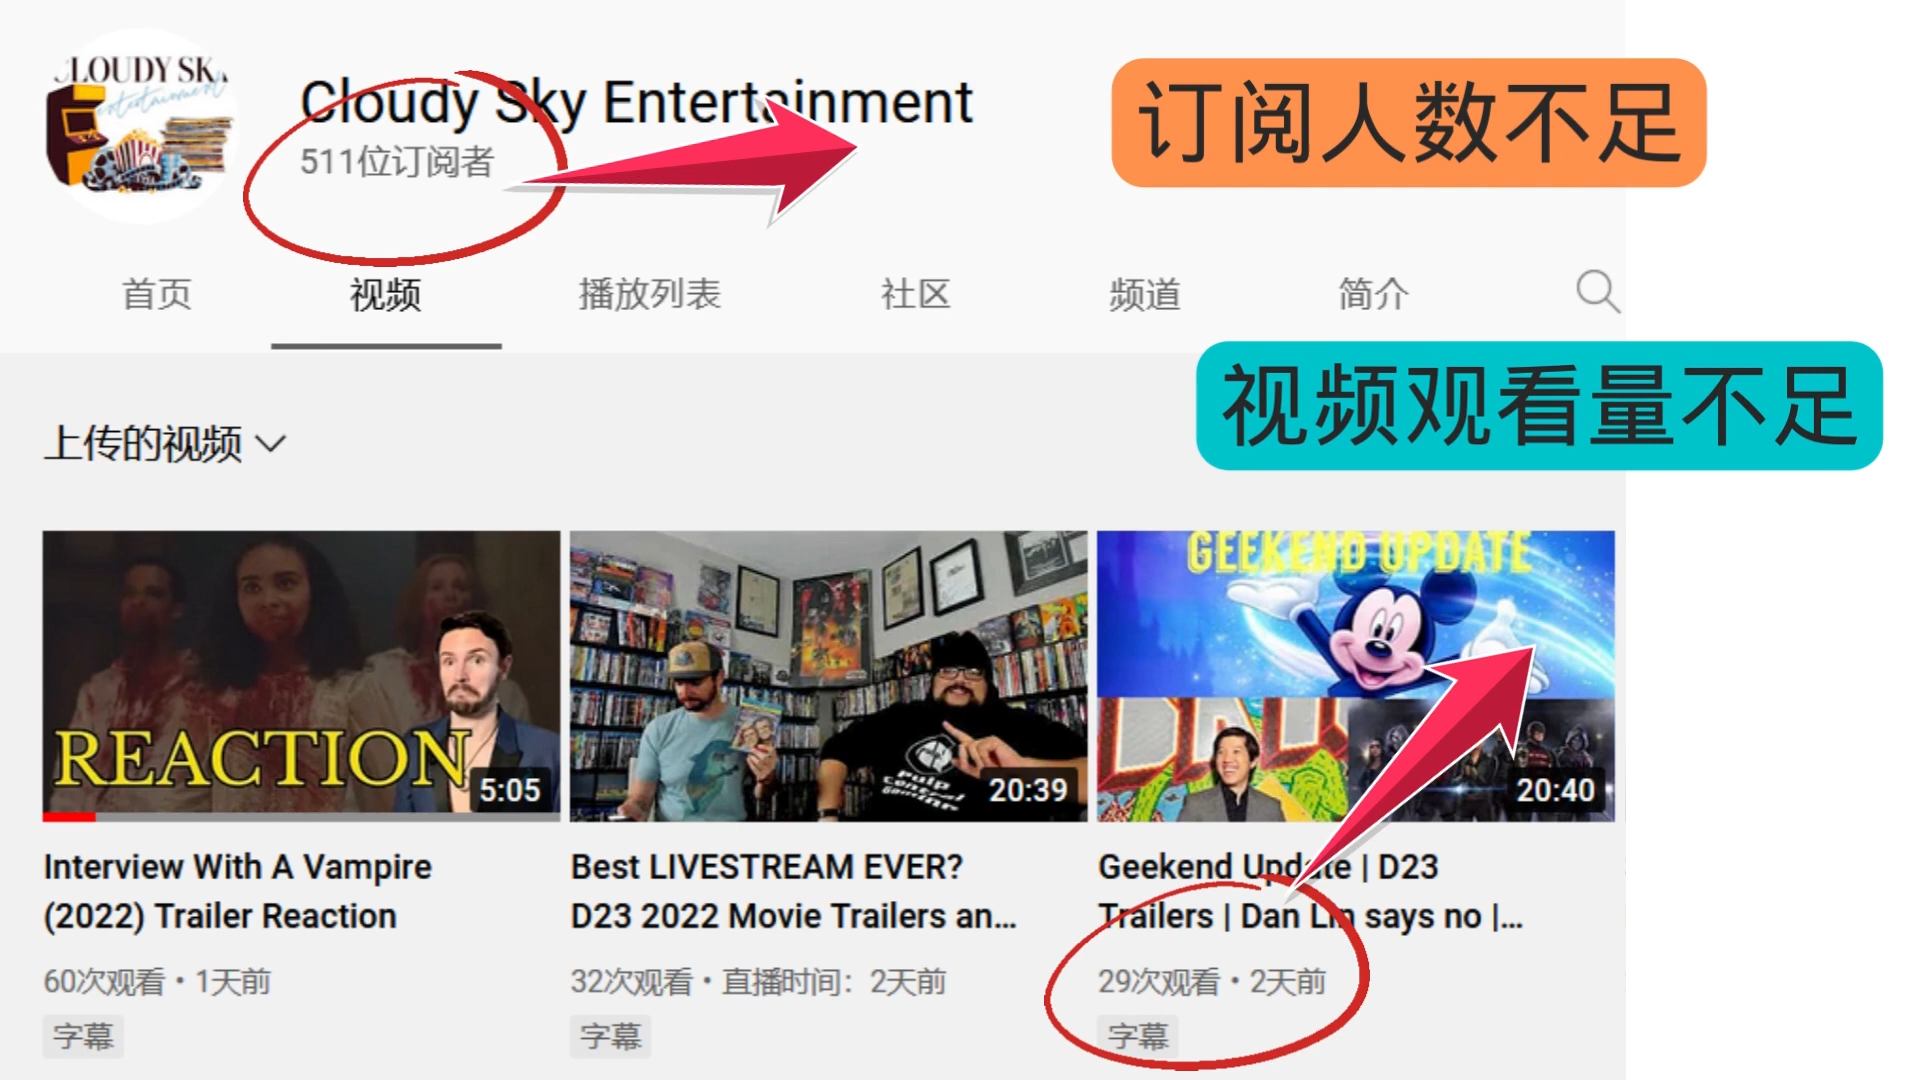 CLOUDY SKY
entertainment
Cloudy Sky Entertainment
511位订阅者
订阅人数不足
首页 视频 播放列表 社区 频道 简介
视频观看量不足
上传的视频
GEEKEND UPDATE
REACTION
5:05
Pulp
Comedy
20:39
20:40
Interview With A Vampire
(2022) Trailer Reaction
60次观看・1天前
字幕
Best LIVESTREAM EVER?
D23 2022 Movie Trailers an...
32次观看・直播时间：2天前
字幕
Geekend Update | D23
Trailers | Dan Lin says no |...
29次观看・2天前
字幕